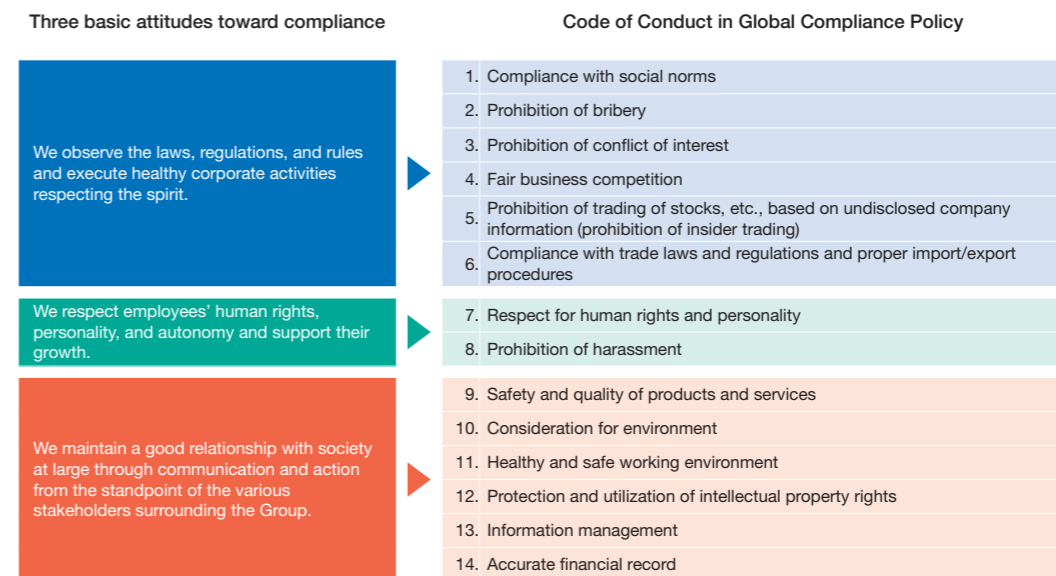 Three basic attitudes toward compliance
Code of Conduct in Global Compliance Policy
We observe the laws, regulations, and rules
and execute healthy corporate activities
respecting the spirit.
1. Compliance with social norms
2. Prohibition of bribery
3. Prohibition of conflict of interest
4. Fair business competition
5. Prohibition of trading of stocks, etc., based on undisclosed company
information (prohibition of insider trading)
6. Compliance with trade laws and regulations and proper import/export
procedures
We respect employees’ human rights,
personality, and autonomy and support their
growth.
7. Respect for human rights and personality
8. Prohibition of harassment
We maintain a good relationship with society
at large through communication and action
from the standpoint of the various
stakeholders surrounding the Group.
9. Safety and quality of products and services
10. Consideration for environment
11. Healthy and safe working environment
12. Protection and utilization of intellectual property rights
13. Information management
14. Accurate financial record